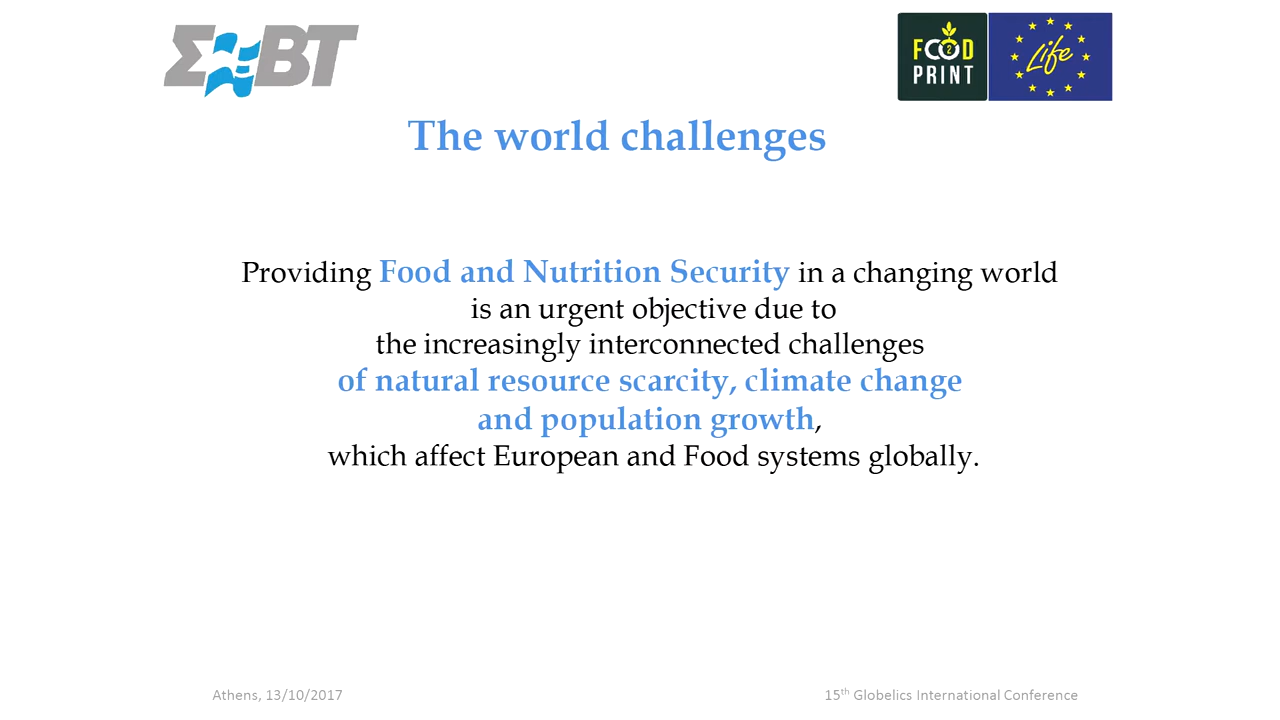 ΣΕΒΤ
FCO2D
PRINT
Life
The world challenges
Providing Food and Nutrition Security in a changing world
is an urgent objective due to
the increasingly interconnected challenges
of natural resource scarcity, climate change
and population growth,
which affect European and Food systems globally.
Athens, 13/10/2017
15th Globelics International Conference